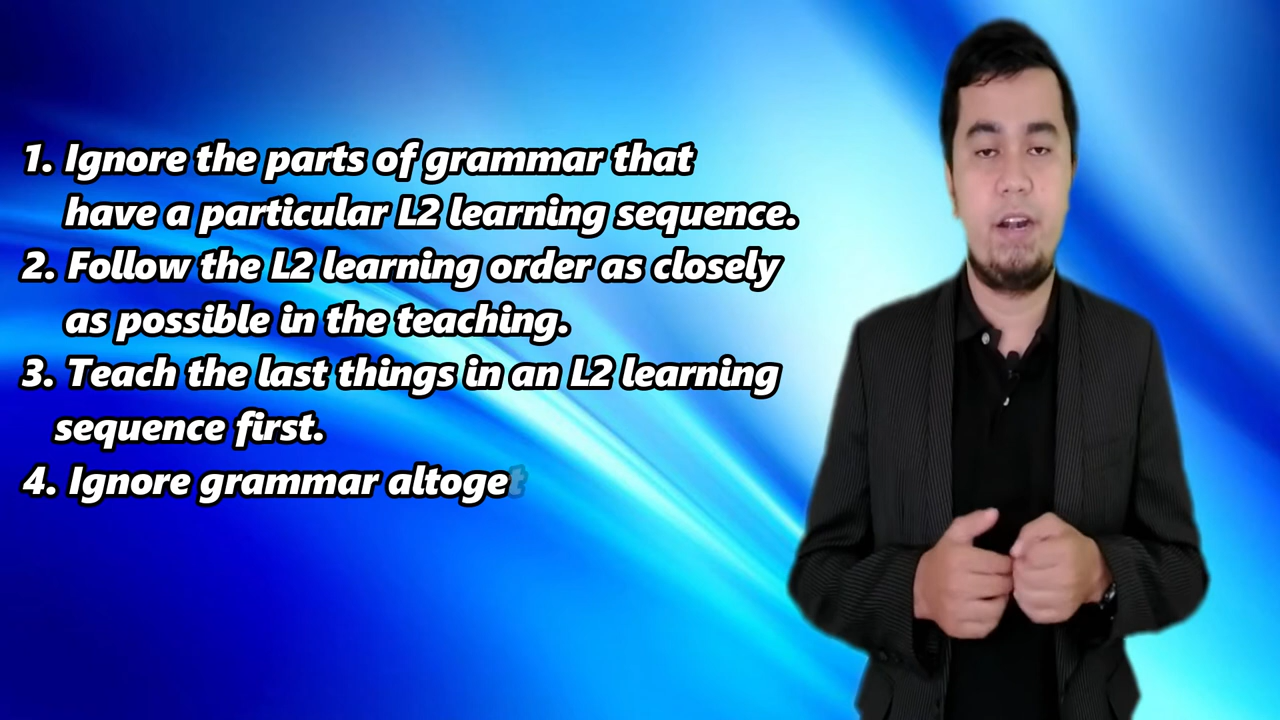 1. Ignore the parts of grammar that
have a particular L2 learning sequence.
2. Follow the L2 learning order as closely
as possible in the teaching.
3. Teach the last things in an L2 learning
sequence first.
4. Ignore grammar altoget